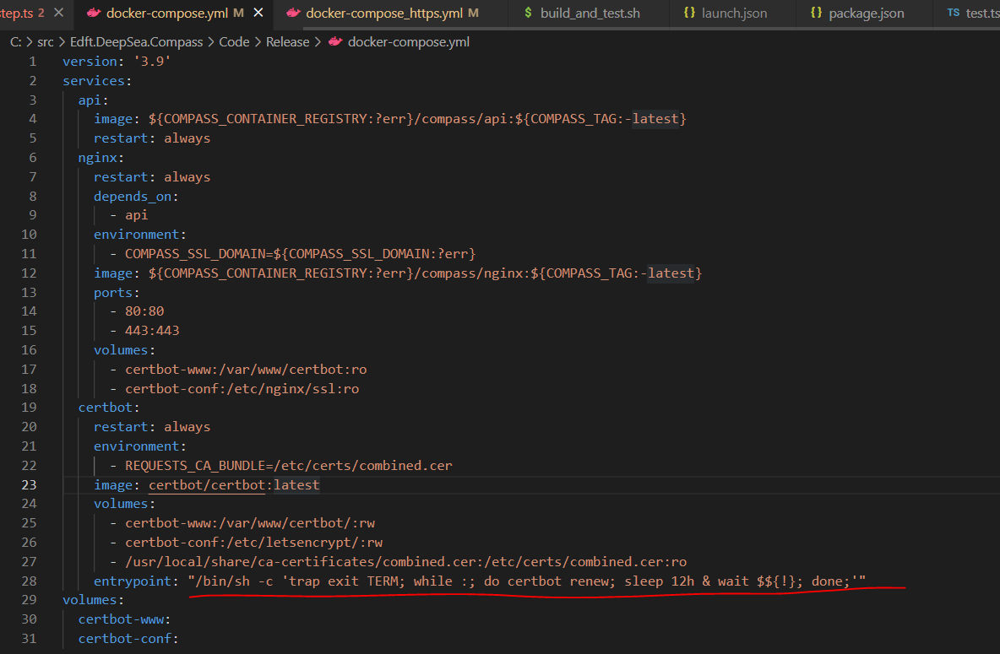 step.ts 2 docker-compose.yml M docker-compose_https.yml M $ build_and_test.sh {} launch.json {} package.json TS test.ts
C: > src > Edft.DeepSea.Compass > Code > Release > docker-compose.yml
1 version: '3.9'
2 services:
3 api:
4 image: ${COMPASS_CONTAINER_REGISTRY:?err}/compass/api:${COMPASS_TAG:-latest}
5 restart: always
6 nginx:
7 restart: always
8 depends_on:
9 - api
10 environment:
11 - COMPASS_SSL_DOMAIN=${COMPASS_SSL_DOMAIN:?err}
12 image: ${COMPASS_CONTAINER_REGISTRY:?err}/compass/nginx:${COMPASS_TAG:-latest}
13 ports:
14 - 80:80
15 - 443:443
16 volumes:
17 - certbot-www:/var/www/certbot:ro
18 - certbot-conf:/etc/nginx/ssl:ro
19 certbot:
20 restart: always
21 environment:
22 - REQUESTS_CA_BUNDLE=/etc/certs/combined.cer
23 image: certbot/certbot:latest
24 volumes:
25 - certbot-www:/var/www/certbot/:rw
26 - certbot-conf:/etc/letsencrypt/:rw
27 - /usr/local/share/ca-certificates/combined.cer:/etc/certs/combined.cer:ro
28 entrypoint: "/bin/sh -c 'trap exit TERM; while :; do certbot renew; sleep 12h & wait $${!}; done;'"
29 volumes:
30 certbot-www:
31 certbot-conf: